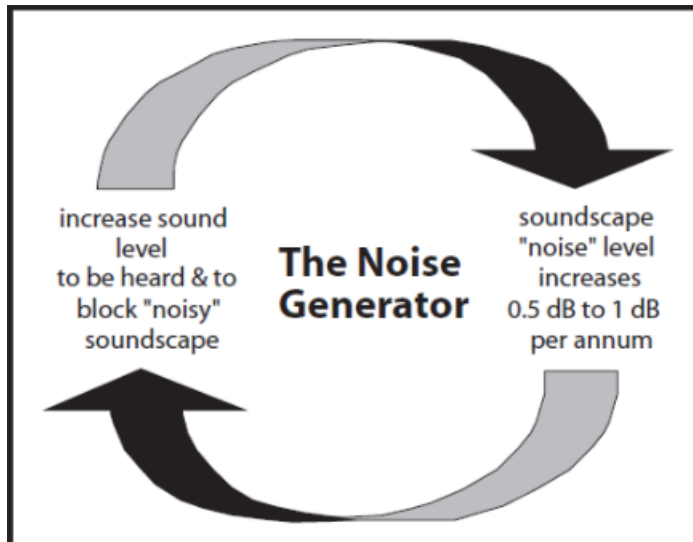 increase sound
level
to be heard & to
block "noisy"
soundscape
The Noise
Generator
soundscape
"noise" level
increases
0.5 dB to 1 dB
per annum